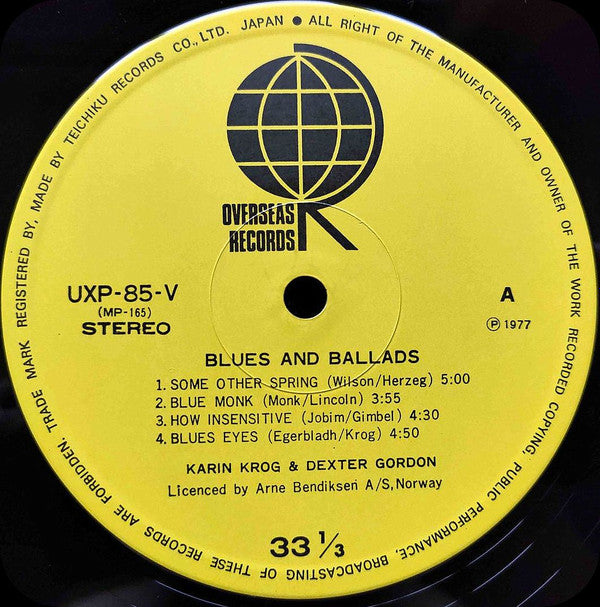 TRADE MARK REGISTERED BY, MADE BY TEICHIKU RECORDS CO., LTD. JAPAN ● ALL RIGHT OF THE MANUFACTURER AND OWNER OF THE WORK RECORDED COPYING, PUBLIC PERFORMANCE, BROADCASTING OF THESE RECORDS ARE FORBIDDEN,
OVERSEAS
RECORDS
UXP-85-V
(MP-165)
STEREO
A
Ⓟ 1977
BLUES AND BALLADS
1. SOME OTHER SPRING (Wilson/Herzeg) 5:00
2. BLUE MONK (Monk/Lincoln) 3:55
3. HOW INSENSITIVE (Jobim/Gimbel) 4:30
4. BLUES EYES (Egerbladh/Krog) 4:50
KARIN KROG & DEXTER GORDON
Licenced by Arne Bendiksen A/S, Norway
33 1/3